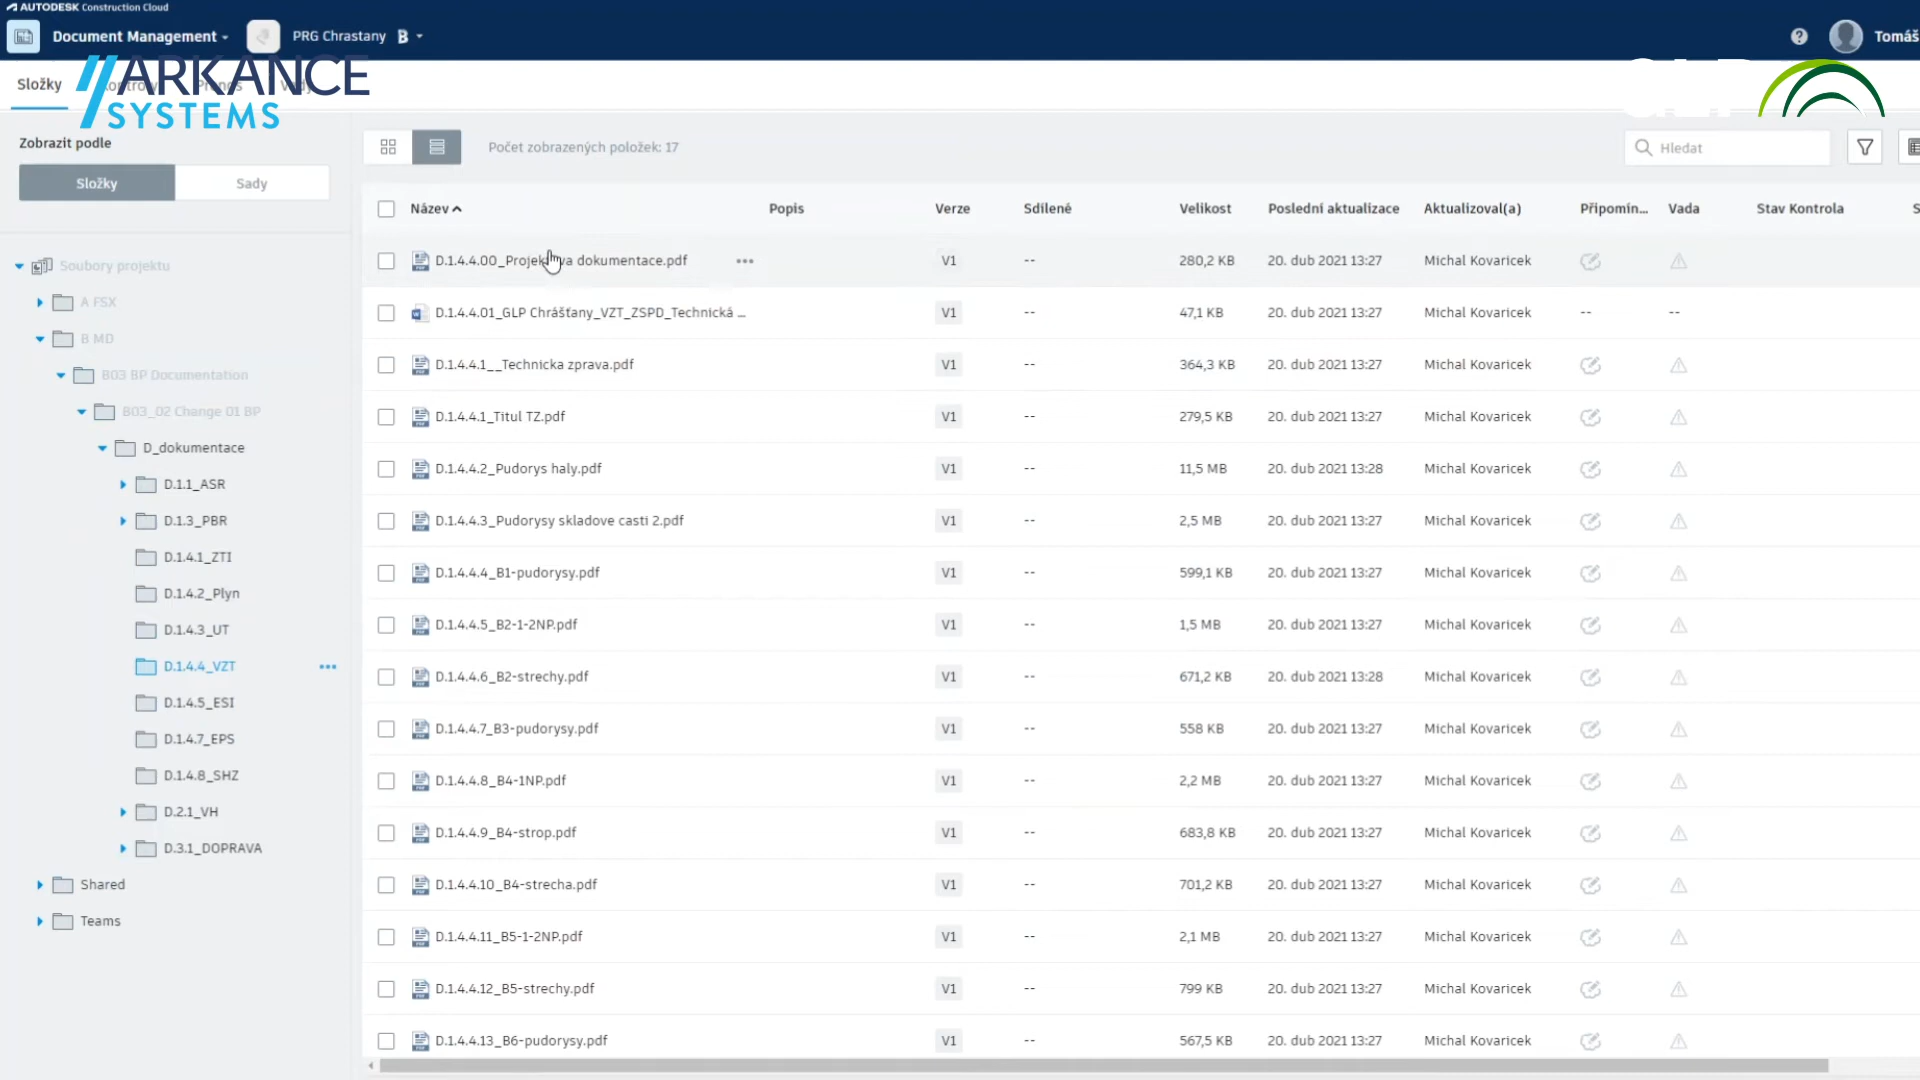 AUTODESK Construction Cloud
Document Management
PRG Chrastany B
Tomáš
Složky
ARKANCE
SYSTEMS
Zobrazit podle
Složky Sady
Počet zobrazených položek: 17
Hledat
Název Popis Verze Sdílené Velikost Poslední aktualizace Aktualizoval(a) Připomín... Vada Stav Kontrola
Soubory projektu
A FSX
B MD
B03 BP Documentation
B03_02 Change 01 BP
D_dokumentace
D.1.1_ASR
D.1.3_PBR
D.1.4.1_ZTI
D.1.4.2_Plyn
D.1.4.3_UT
D.1.4.4_VZT
D.1.4.5_ESI
D.1.4.7_EPS
D.1.4.8_SHZ
D.2.1_VH
D.3.1_DOPRAVA
Shared
Teams
dokumentace.pdf V1 -- 280,2 KB 20. dub 2021 13:27 Michal Kovaricek
D.1.4.4.01_GLP Chrášťany_VZT_ZSPD_Technická ... V1 -- 47,1 KB 20. dub 2021 13:27 Michal Kovaricek -- --
D.1.4.4.1__Technicka zprava.pdf V1 -- 364,3 KB 20. dub 2021 13:27 Michal Kovaricek
D.1.4.4.1_Titul TZ.pdf V1 -- 279,5 KB 20. dub 2021 13:27 Michal Kovaricek
D.1.4.4.2_Pudorys haly.pdf V1 -- 11,5 MB 20. dub 2021 13:28 Michal Kovaricek
D.1.4.4.3_Pudorysy skladove casti 2.pdf V1 -- 2,5 MB 20. dub 2021 13:27 Michal Kovaricek
D.1.4.4.4_B1-pudorysy.pdf V1 -- 599,1 KB 20. dub 2021 13:27 Michal Kovaricek
D.1.4.4.5_B2-1-2NP.pdf V1 -- 1,5 MB 20. dub 2021 13:27 Michal Kovaricek
D.1.4.4.6_B2-strechy.pdf V1 -- 671,2 KB 20. dub 2021 13:28 Michal Kovaricek
D.1.4.4.7_B3-pudorysy.pdf V1 -- 558 KB 20. dub 2021 13:27 Michal Kovaricek
D.1.4.4.8_B4-1NP.pdf V1 -- 2,2 MB 20. dub 2021 13:27 Michal Kovaricek
D.1.4.4.9_B4-strop.pdf V1 -- 683,8 KB 20. dub 2021 13:27 Michal Kovaricek
D.1.4.4.10_B4-strecha.pdf V1 -- 701,2 KB 20. dub 2021 13:27 Michal Kovaricek
D.1.4.4.11_B5-1-2NP.pdf V1 -- 2,1 MB 20. dub 2021 13:27 Michal Kovaricek
D.1.4.4.12_B5-strechy.pdf V1 -- 799 KB 20. dub 2021 13:27 Michal Kovaricek
D.1.4.4.13_B6-pudorysy.pdf V1 -- 567,5 KB 20. dub 2021 13:27 Michal Kovaricek